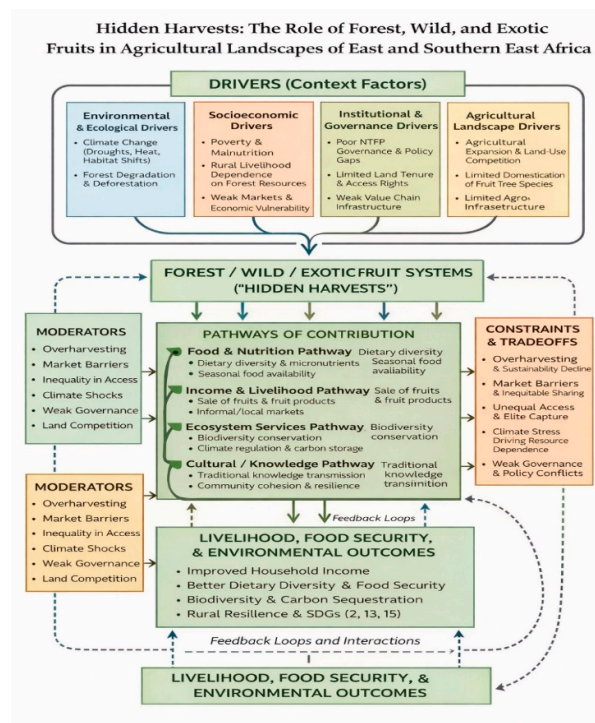 Hidden Harvests: The Role of Forest, Wild, and Exotic
Fruits in Agricultural Landscapes of East and Southern East Africa
DRIVERS (Context Factors)
Environmental
& Ecological Drivers
• Climate Change
(Droughts, Heat,
Habitat Shifts)
• Forest Degradation
& Deforestation
Socioeconomic
Drivers
• Poverty &
Mainutrition
• Rural Livelihood
Dependence
on Forest Resources
• Weak Markets &
Economic Vulnerability
Institutional &
Governance Drivers
• Poor NTFP
Governance & Policy
Gaps
• Limited Land Tenure
& Access Rights
• Weak Value Chain
Infrastructure
Agricultural
Landscape Drivers
• Agricultural
Expansion & Land-Use
Competition
• Limited Domestication
of Fruit Tree Species
• Limited Agro-
Infrasetructure
FOREST / WILD / EXOTIC FRUIT SYSTEMS
("HIDDEN HARVESTS")
MODERATORS
• Overharvesting
• Market Barriers
• Inequality in Access
• Climate Shocks
• Weak Governance
• Land Competition
PATHWAYS OF CONTRIBUTION
Food & Nutrition Pathway Dietary diversity
• Dietary diversity & micronutrients Seasonal food
• Seasonal food availability avaliability
Income & Livelihood Pathway Sale of fruits
• Sale of fruits & fruit products & fruit products
• Informal/local markets
Ecosystem Services Pathway Biodiversity
• Biodiversity conservation conservation
• Climate regulation & carbon storage
Cultural / Knowledge Pathway Traditional
• Traditional knowledge transmission knowledge
• Community cohesion & resilience transimition
CONSTRAINTS
& TRADEOFFS
• Overharvesting
& Sustainability Decline
• Market Barriers
& Inequitable Sharing
• Unequal Access
& Elite Capture
• Climate Stress
Driving Resource
Dependence
• Weak Governance
& Policy Conflicts
MODERATORS
• Overharvesting
• Market Barriers
• Inequality in Access
• Climate Shocks
• Weak Governance
• Land Competition
Feedback Loops
LIVELIHOOD, FOOD SECURITY,
& ENVIRONMENTAL OUTCOMES
• Improved Household Income
• Better Dietary Diversity & Food Security
• Biodiversity & Carbon Sequestration
• Rural Resillence & SDGs (2, 13, 15)
Feedback Loops and Interactions
LIVELIHOOD, FOOD SECURITY, &
ENVIRONMENTAL OUTCOMES